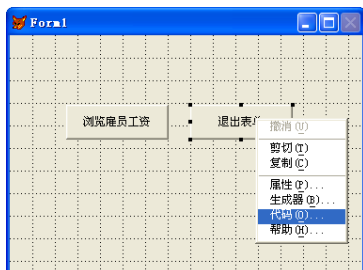 Form1
浏览雇员工资
退出表单
撤消(U)
剪切(T)
复制(C)
属性(P)...
生成器(B)...
代码(O)...
帮助(H)...